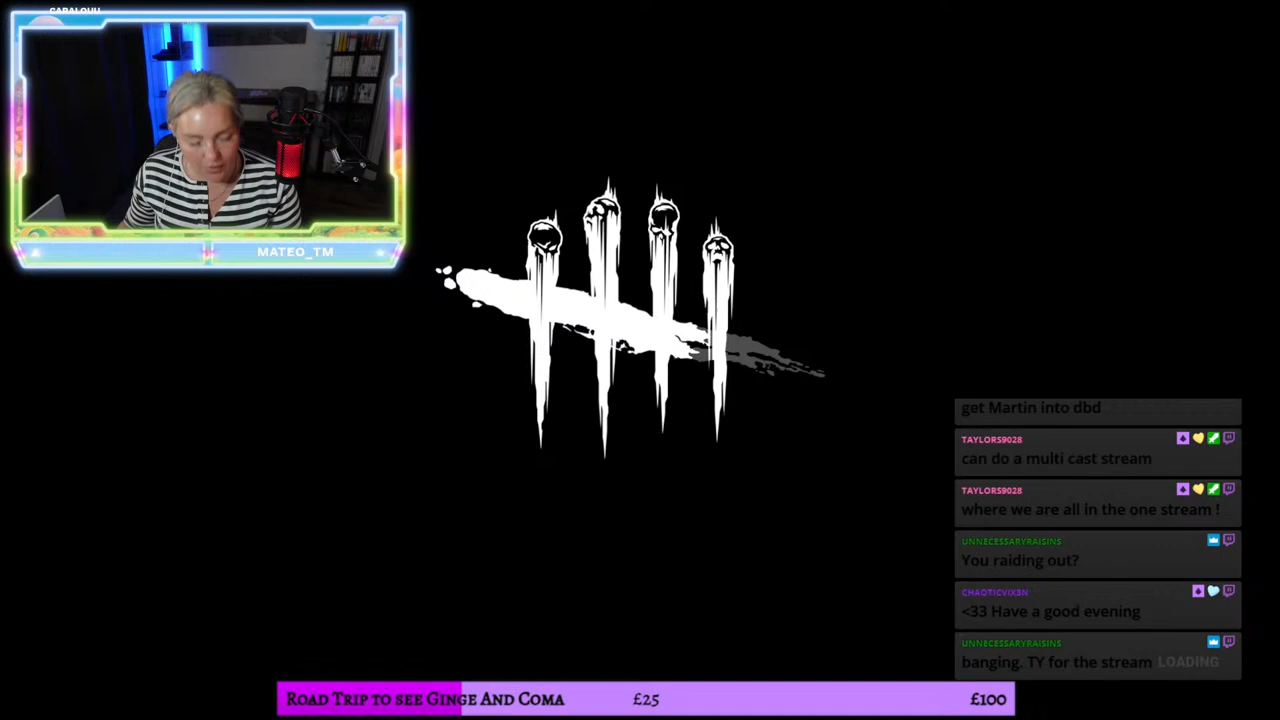 CARALOUU
MATEO_TM
get Martin into dbd
TAYLORS9028
can do a multi cast stream
TAYLORS9028
where we are all in the one stream !
UNNECESSARYRAISINS
You raiding out?
CHAOTICVIX3N
<33 Have a good evening
UNNECESSARYRAISINS
banging. TY for the stream
LOADING
Road Trip to see Ginge And Coma £25 £100